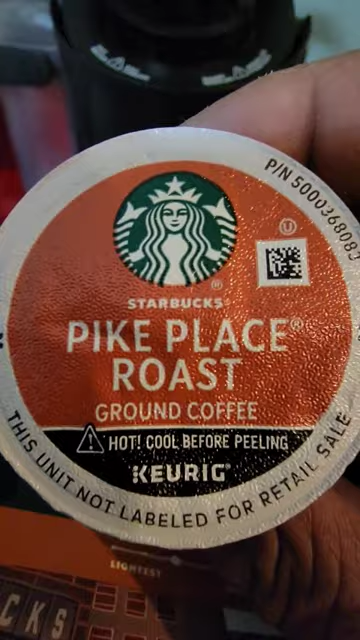 P/N 5000368083
U
STARBUCKS®
PIKE PLACE®
ROAST
GROUND COFFEE
HOT! COOL BEFORE PEELING
KEURIG®
THIS UNIT NOT LABELED FOR RETAIL SALE
LIGHTEST
CKS